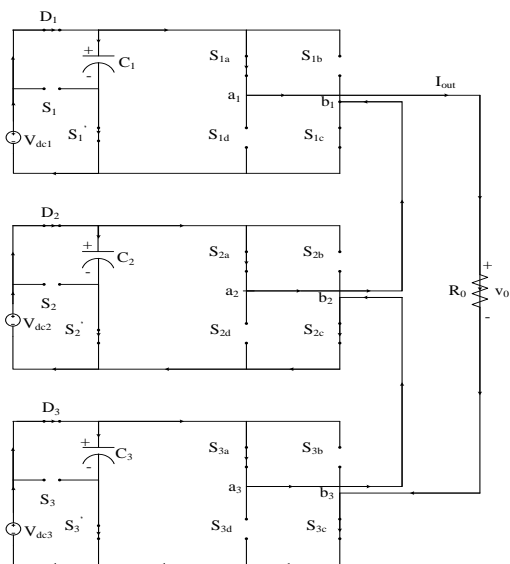 D1
+
-
C1
S1a
S1b
Iout
S1
a1
b1
S1'
S1d
S1c
+
-
Vdc1
D2
+
-
C2
S2a
S2b
S2
a2
b2
R0
+
-
v0
S2'
S2d
S2c
+
-
Vdc2
D3
+
-
C3
S3a
S3b
S3
a3
b3
S3'
S3d
S3c
+
-
Vdc3